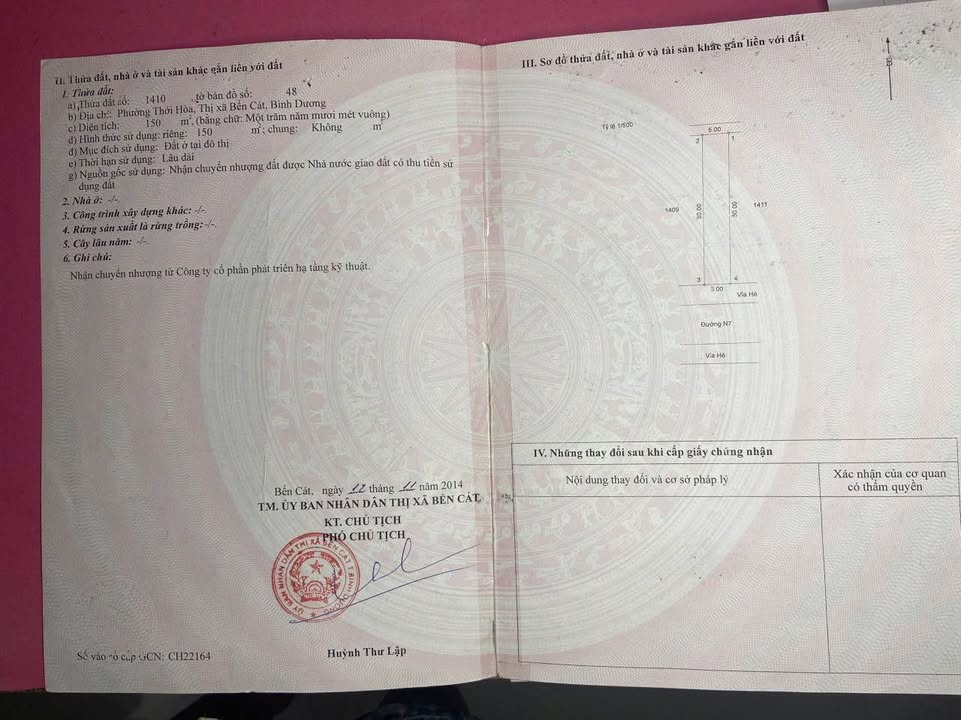 II. Thửa đất, nhà ở và tài sản khác gắn liền với đất
1. Thửa đất:
a) Thửa đất số: 1410 , tờ bản đồ số: 48
b) Địa chỉ: Phường Thới Hòa, Thị xã Bến Cát, Bình Dương
c) Diện tích: 150 m², (bằng chữ: Một trăm năm mươi mét vuông)
d) Hình thức sử dụng: riêng: 150 m²; chung: Không m²
đ) Mục đích sử dụng: Đất ở tại đô thị
e) Thời hạn sử dụng: Lâu dài
g) Nguồn gốc sử dụng: Nhận chuyển nhượng đất được Nhà nước giao đất có thu tiền sử
dụng đất
2. Nhà ở: -/-.
3. Công trình xây dựng khác: -/-.
4. Rừng sản xuất là rừng trồng: -/-.
5. Cây lâu năm: -/-.
6. Ghi chú:
Nhận chuyển nhượng từ Công ty cổ phần phát triển hạ tầng kỹ thuật.
Bến Cát, ngày 12 tháng 11 năm 2014
TM. ỦY BAN NHÂN DÂN THỊ XÃ BẾN CÁT
KT. CHỦ TỊCH
PHÓ CHỦ TỊCH
ỦY BAN NHÂN DÂN THỊ XÃ BẾN CÁT T.BÌNH DƯƠNG
Huỳnh Thư Lập
Số vào sổ cấp GCN: CH22164
III. Sơ đồ thửa đất, nhà ở và tài sản khác gắn liền với đất
B
Tỷ lệ 1/500
5.00
2 1
1409 30.00 30.00 1411
3 4
5.00
Vỉa Hè
Đường N7
Vỉa Hè
IV. Những thay đổi sau khi cấp giấy chứng nhận
Nội dung thay đổi và cơ sở pháp lý
Xác nhận của cơ quan
có thẩm quyền